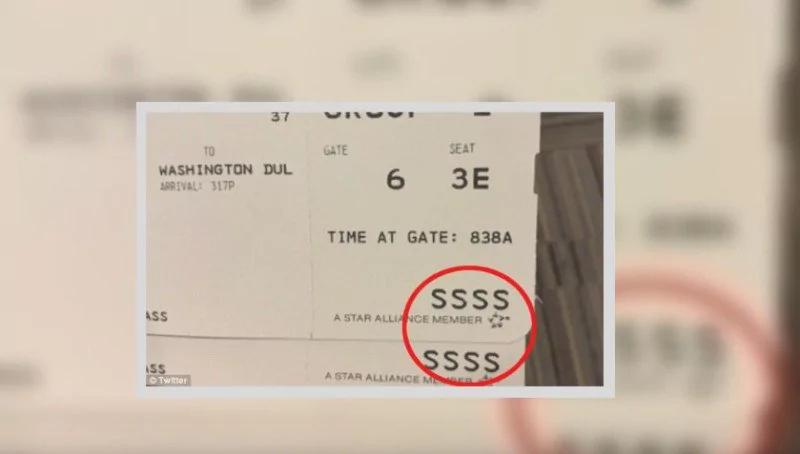 37
TO
WASHINGTON DUL
ARRIVAL: 317P
GATE
SEAT
6
3E
TIME AT GATE: 838A
SSSS
ASS
A STAR ALLIANCE MEMBER
SSSS
ASS
A STAR ALLIANCE MEMBER
© Twitter
3E